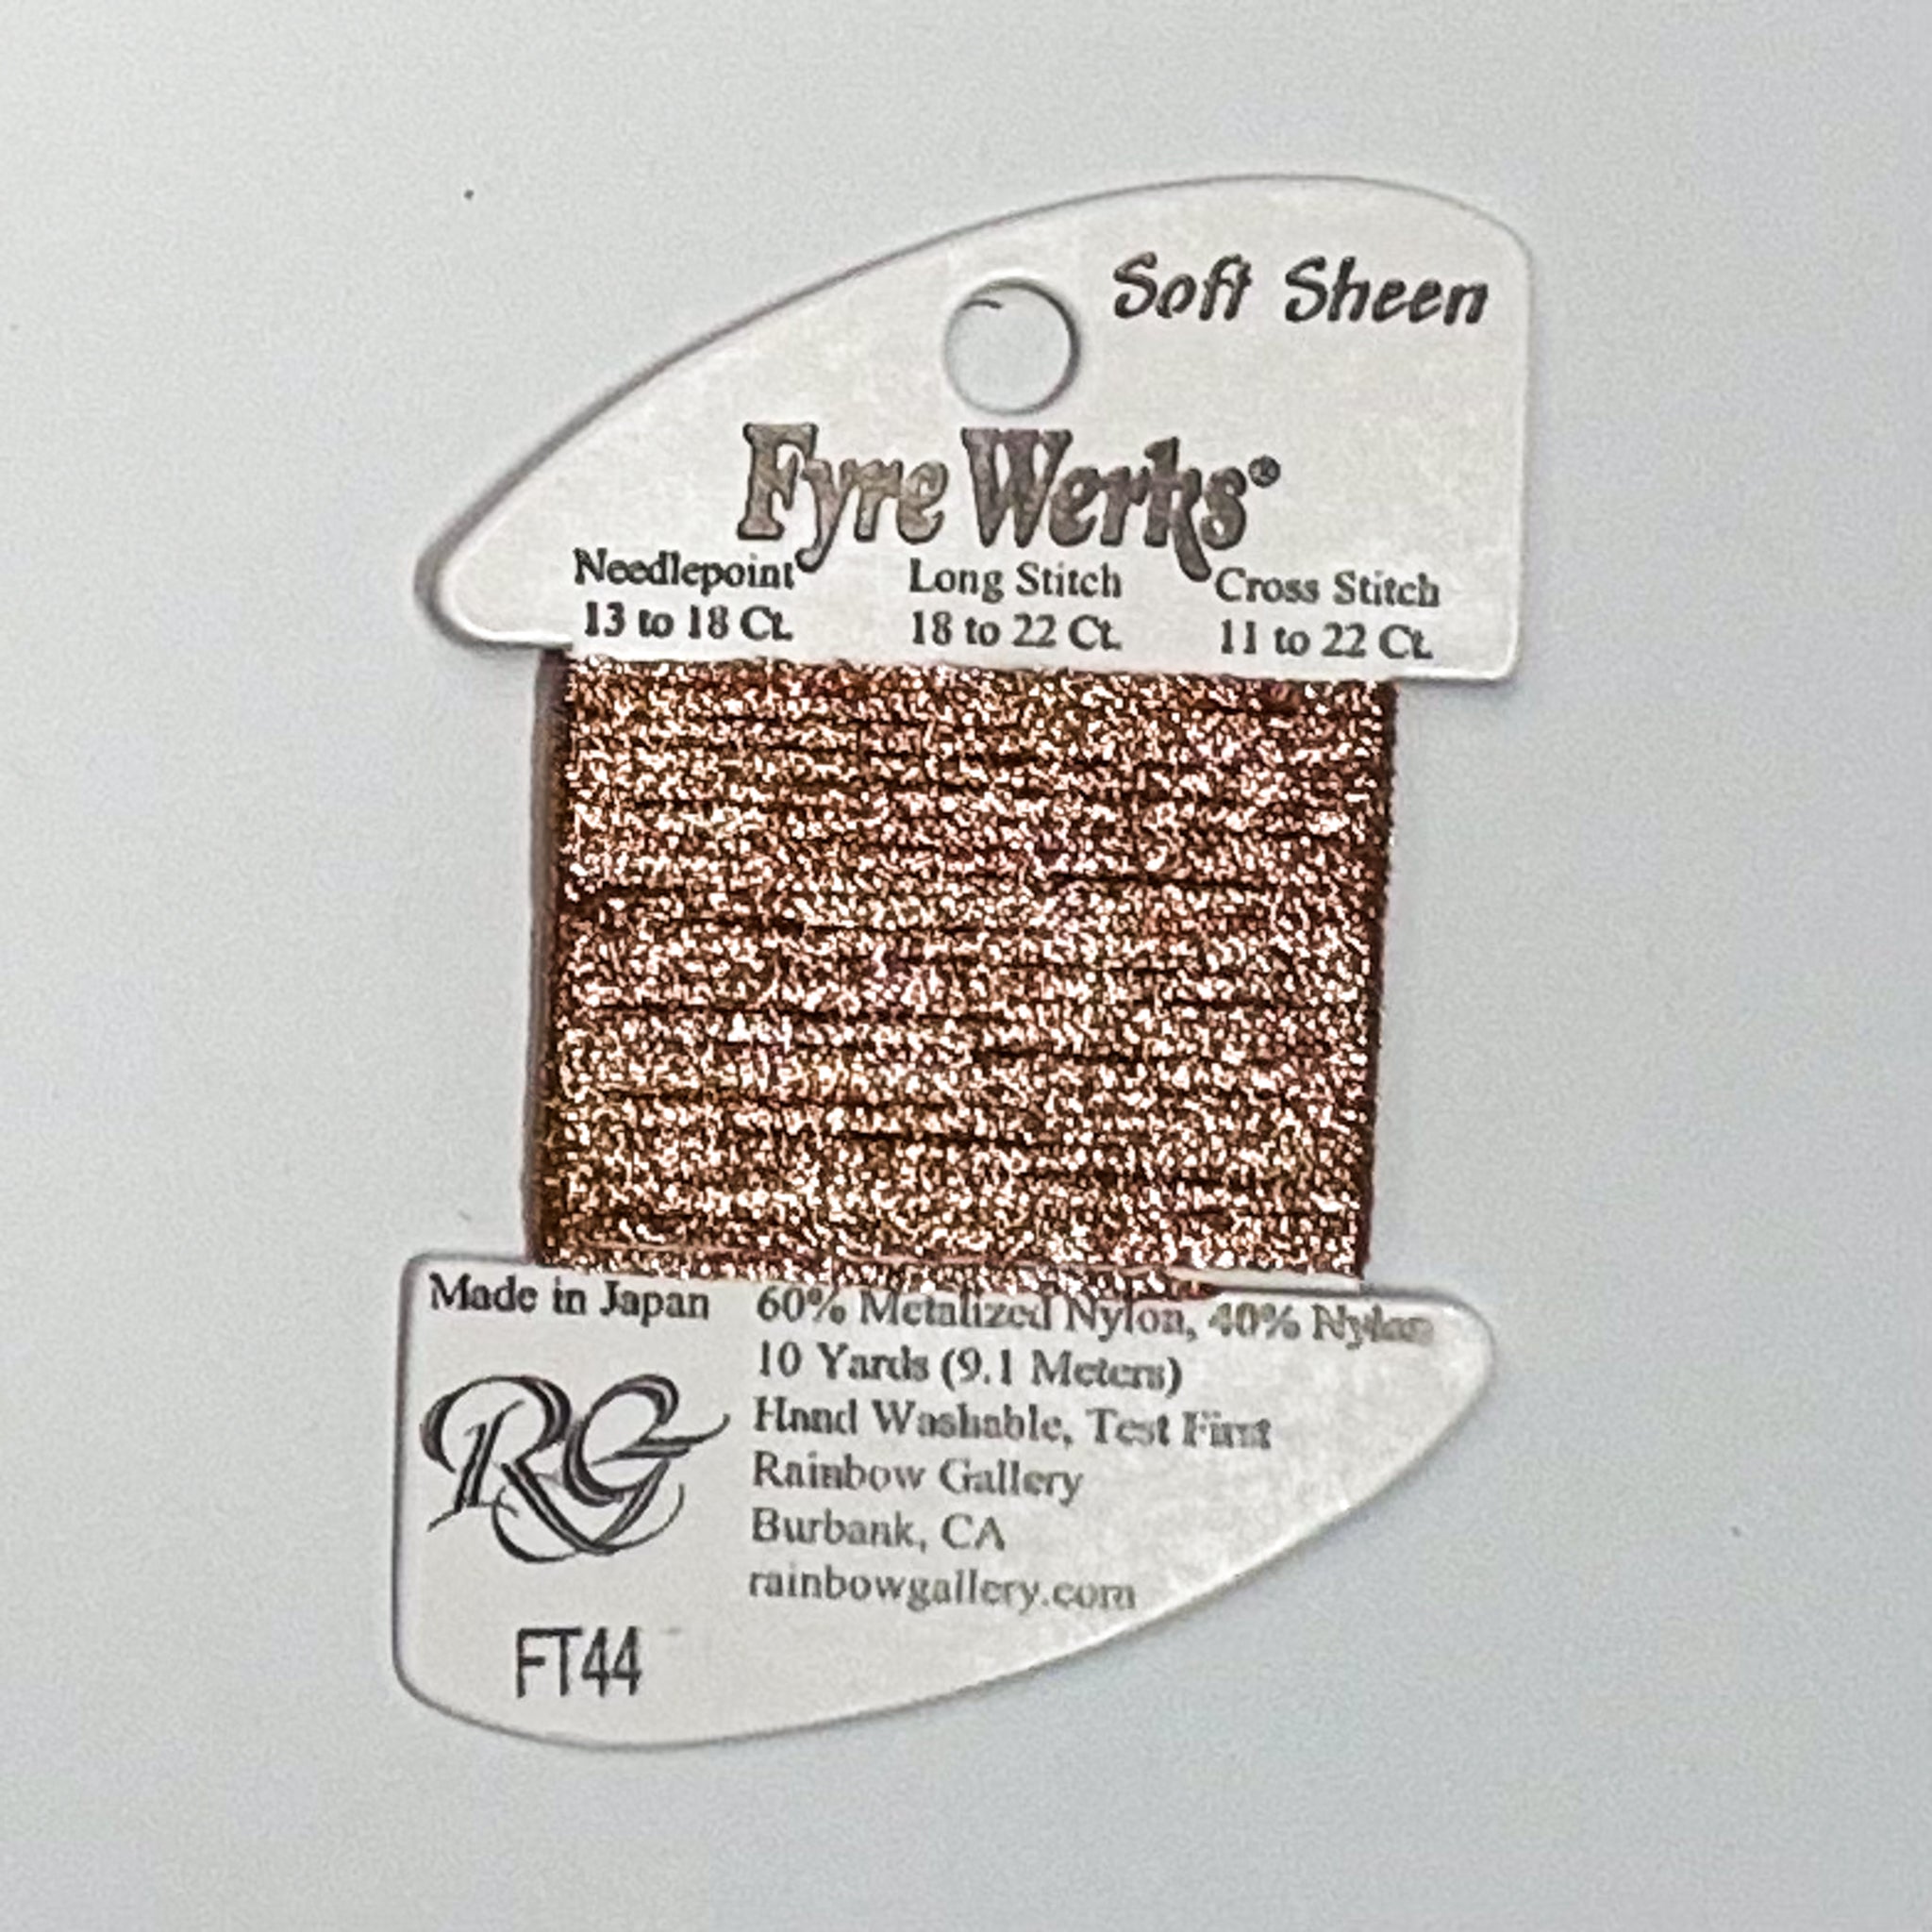 Soft Sheen
Fyre Werks®
Needlepoint Long Stitch Cross Stitch
13 to 18 Ct. 18 to 22 Ct. 11 to 22 Ct.
Made in Japan
60% Metalized Nylon, 40% Nylon
10 Yards (9.1 Meters)
Hand Washable, Test First
Rainbow Gallery
Burbank, CA
rainbowgallery.com
RG
FT44